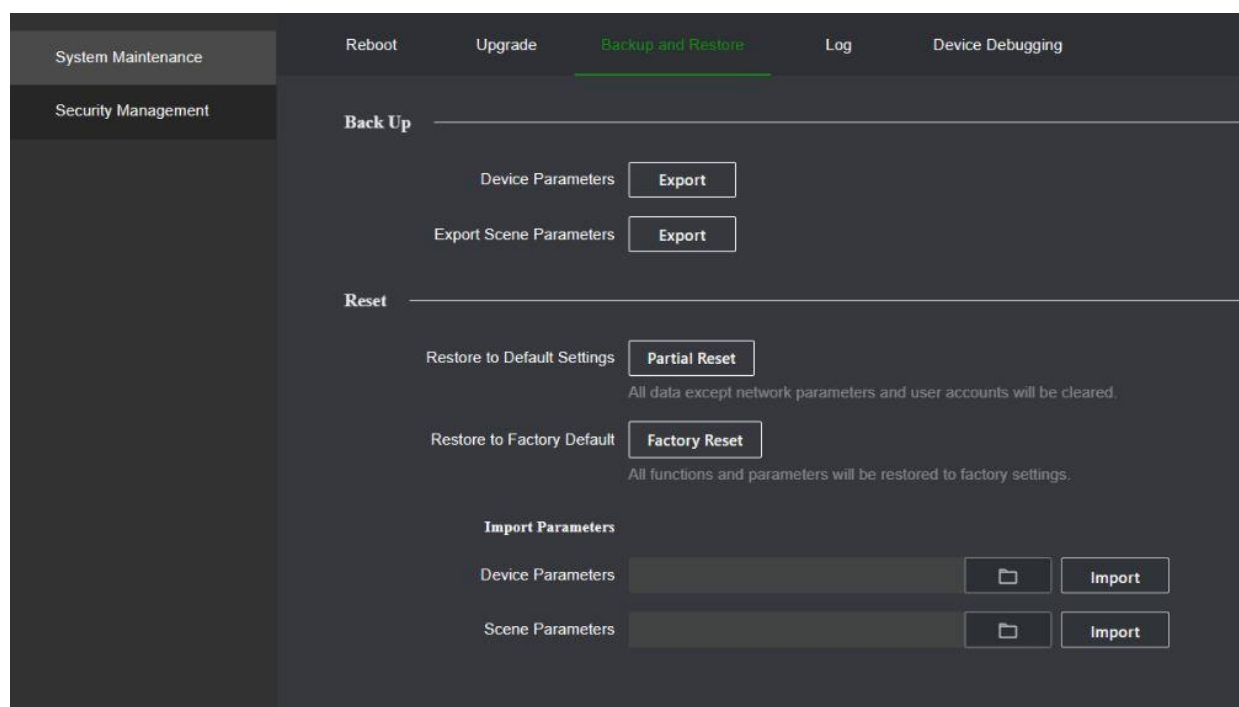 System Maintenance
Security Management
Reboot Upgrade Backup and Restore Log Device Debugging
Back Up
Device Parameters Export
Export Scene Parameters Export
Reset
Restore to Default Settings Partial Reset
All data except network parameters and user accounts will be cleared.
Restore to Factory Default Factory Reset
All functions and parameters will be restored to factory settings.
Import Parameters
Device Parameters Import
Scene Parameters Import